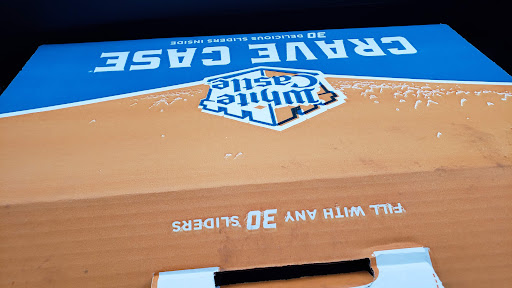 FILL WITH ANY 30 SLIDERS
White
Castle
CRAVE CASE
30 DELICIOUS SLIDERS INSIDE